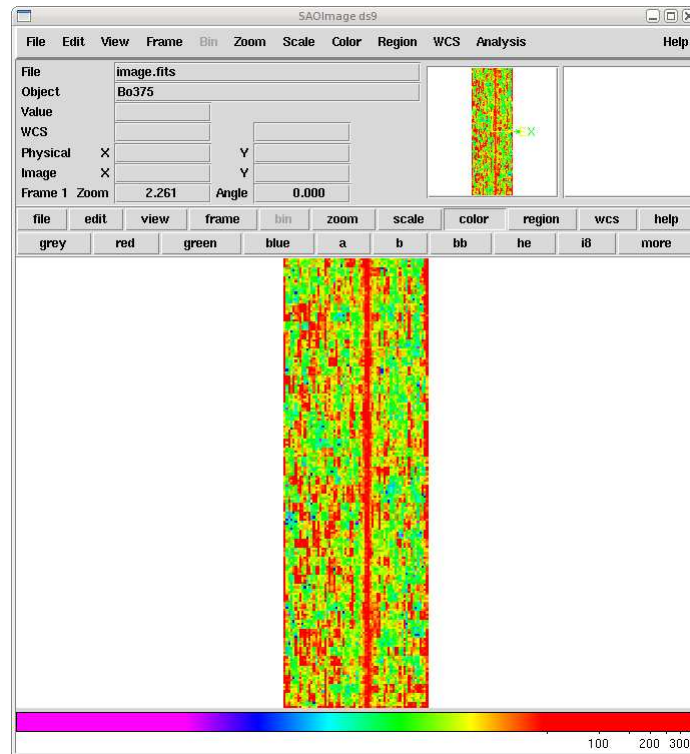 SAOImage ds9
File Edit View Frame Bin Zoom Scale Color Region WCS Analysis Help
File image.fits
Object Bo375
Value
WCS
Physical X Y
Image X Y
Frame 1 Zoom 2.261 Angle 0.000
file edit view frame bin zoom scale color region wcs help
grey red green blue a b bb he i8 more
100 200 300